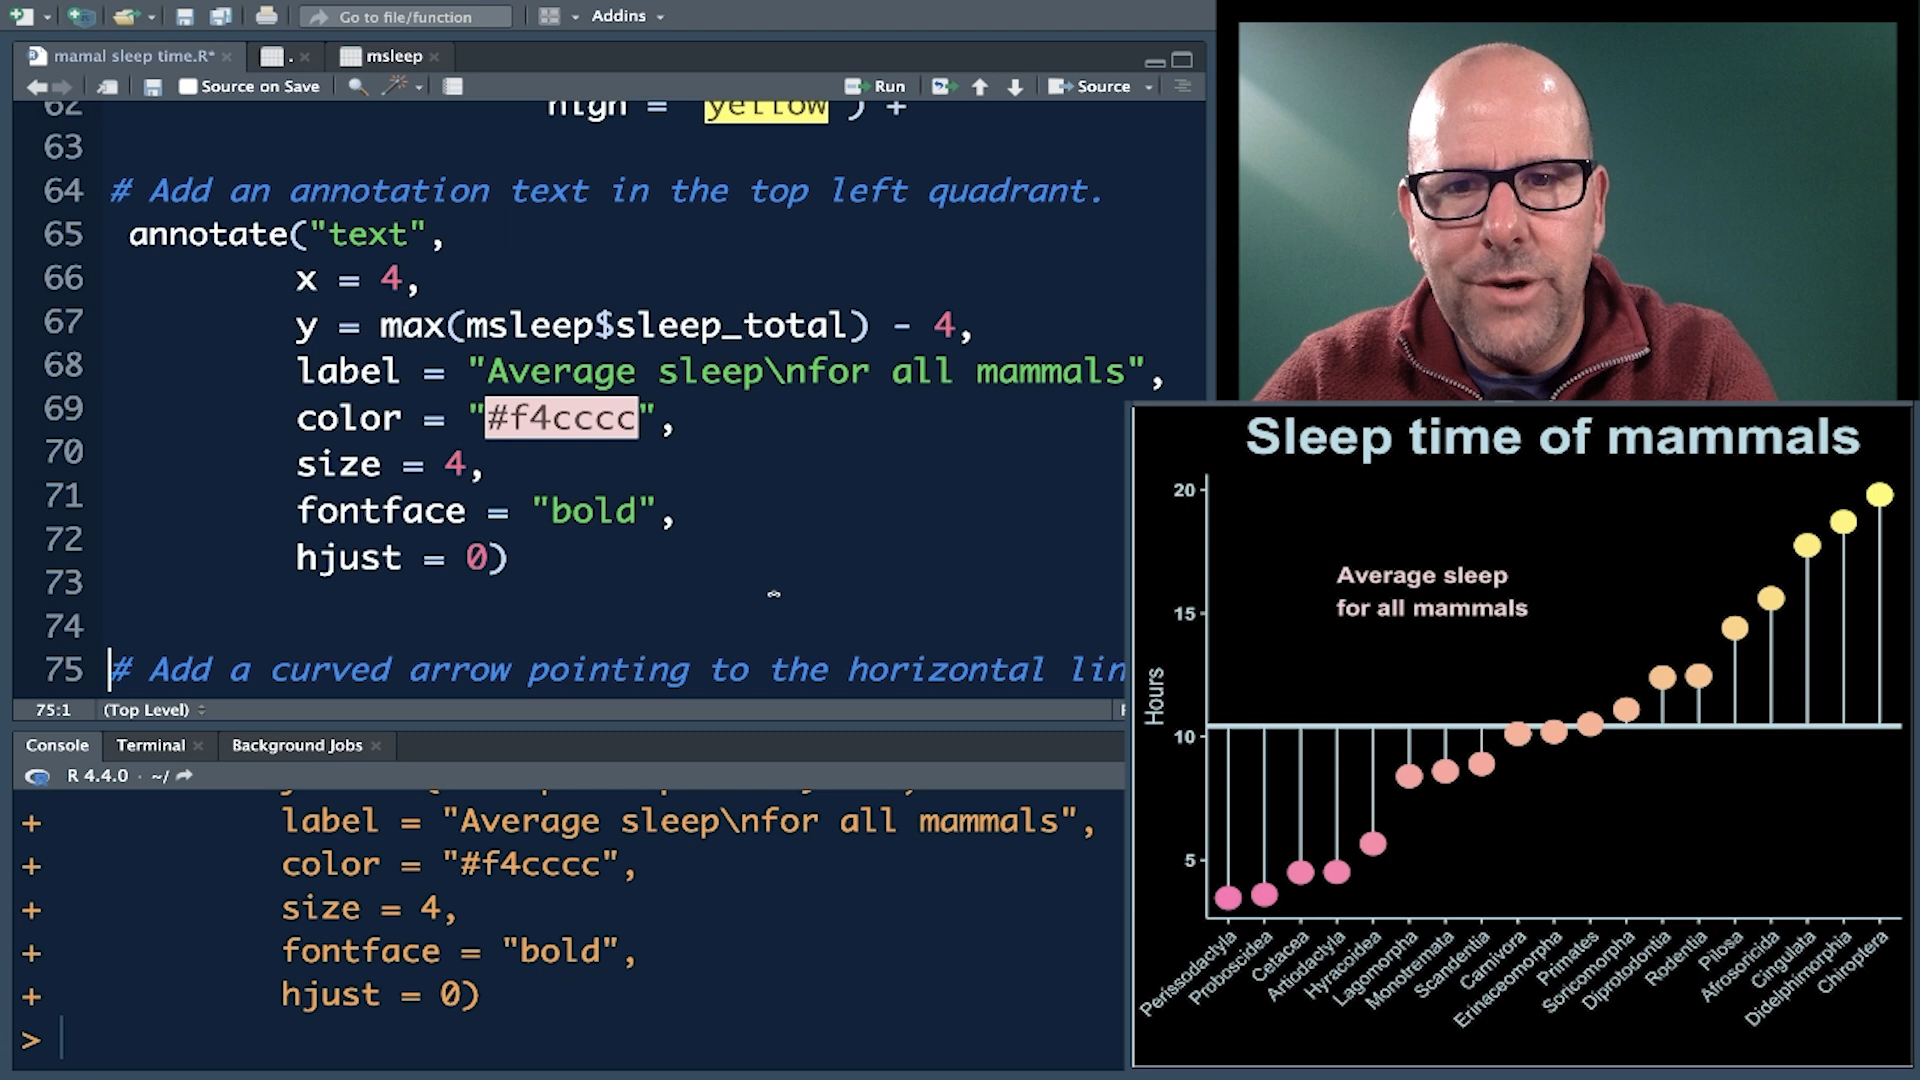 Go to file/function
Addins
mamal sleep time.R*
.
msleep
Source on Save
Run
Source
62 high = "yellow") +
63
64 # Add an annotation text in the top left quadrant.
65 annotate("text",
66 x = 4,
67 y = max(msleep$sleep_total) - 4,
68 label = "Average sleep\nfor all mammals",
69 color = "#f4cccc",
70 size = 4,
71 fontface = "bold",
72 hjust = 0)
73
74
75 # Add a curved arrow pointing to the horizontal lin
75:1 (Top Level)
Console Terminal Background Jobs
R 4.4.0 · ~/
+ label = "Average sleep\nfor all mammals",
+ color = "#f4cccc",
+ size = 4,
+ fontface = "bold",
+ hjust = 0)
>
Sleep time of mammals
20
15
10
5
Hours
Average sleep
for all mammals
Perissodactyla
Proboscidea
Cetacea
Artiodactyla
Hyracoidea
Lagomorpha
Monotremata
Scandentia
Carnivora
Erinaceomorpha
Primates
Soricomorpha
Diprotodontia
Rodentia
Pilosa
Afrosoricida
Cingulata
Didelphimorphia
Chiroptera